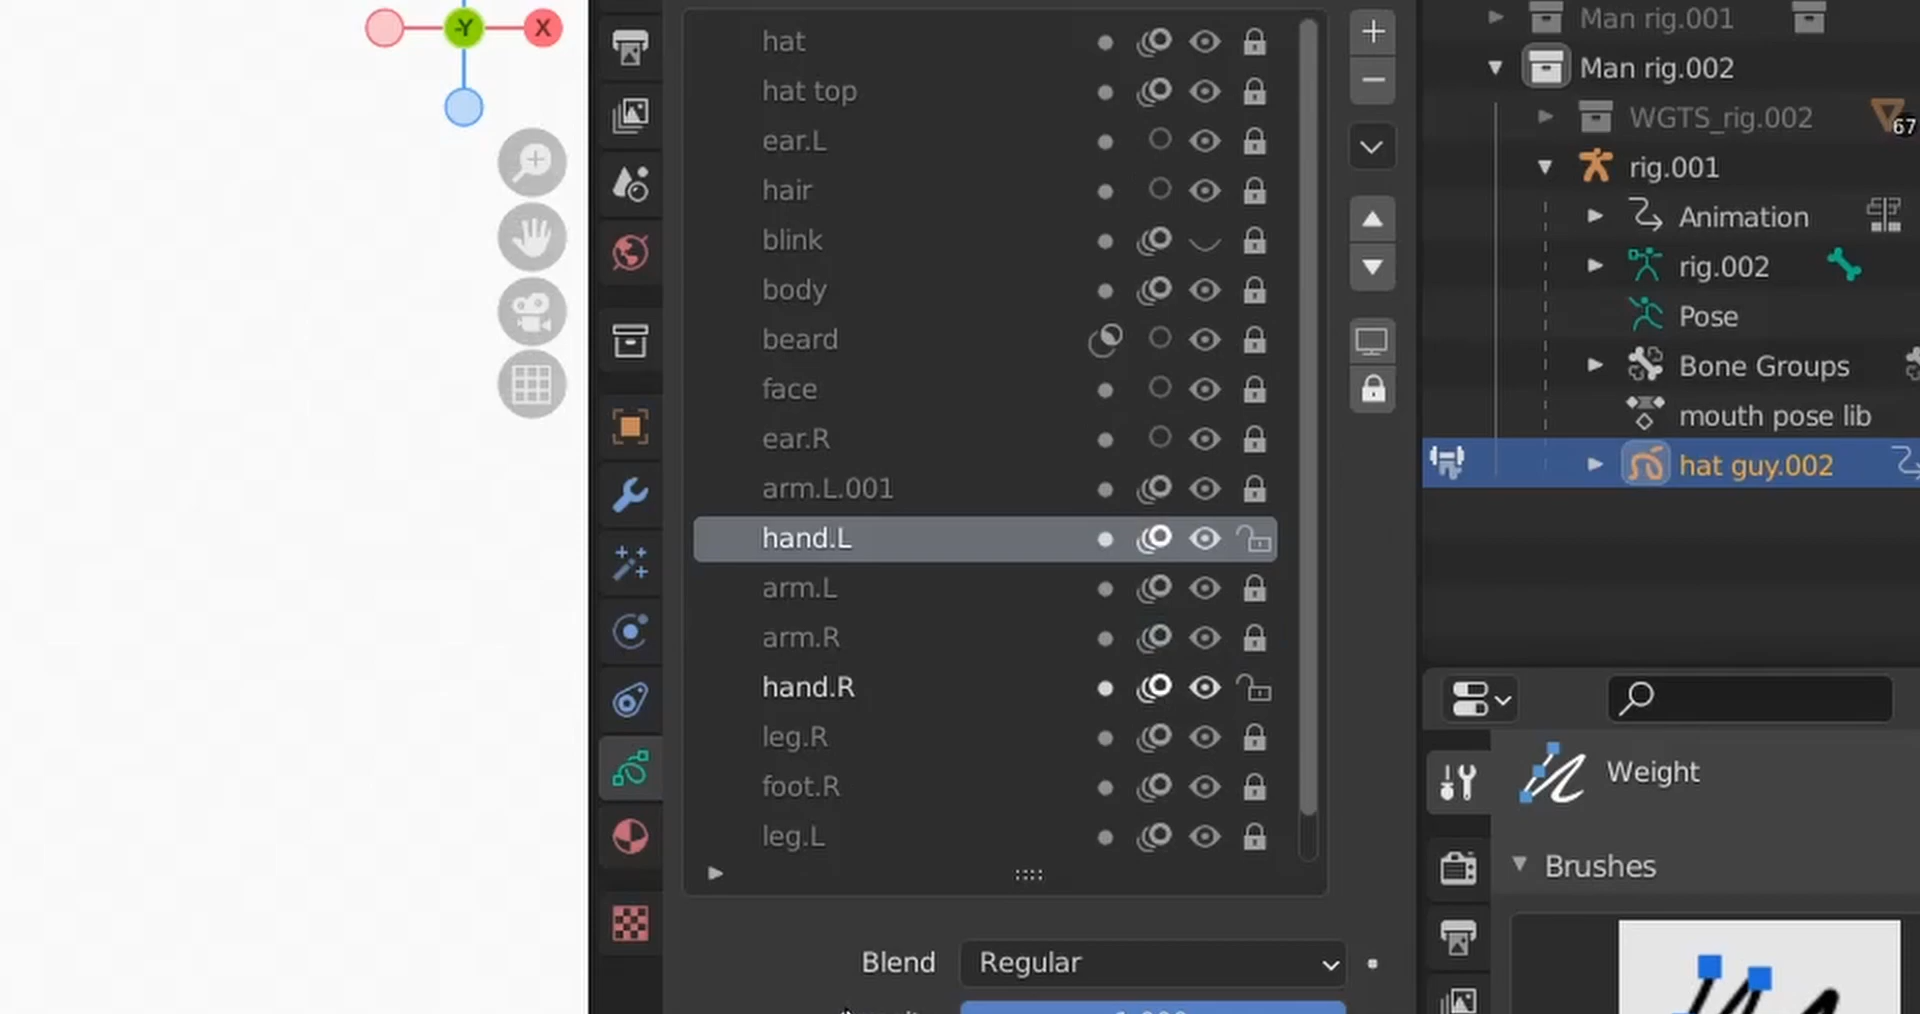 -Y
X
hat
hat top
ear.L
hair
blink
body
beard
face
ear.R
arm.L.001
hand.L
arm.L
arm.R
hand.R
leg.R
foot.R
leg.L
Blend
Regular
Man rig.001
Man rig.002
WGTS_rig.002
67
rig.001
Animation
rig.002
Pose
Bone Groups
mouth pose lib
hat guy.002
Weight
Brushes